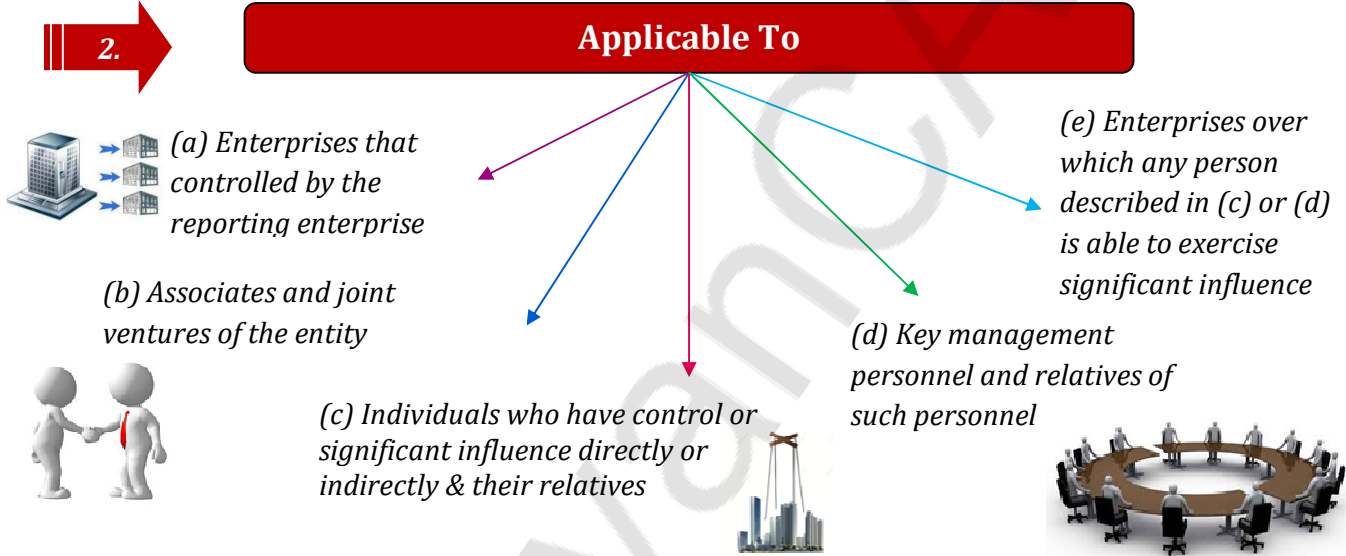 2.
Applicable To
(a) Enterprises that
controlled by the
reporting enterprise
(b) Associates and joint
ventures of the entity
(c) Individuals who have control or
significant influence directly or
indirectly & their relatives
(d) Key management
personnel and relatives of
such personnel
(e) Enterprises over
which any person
described in (c) or (d)
is able to exercise
significant influence